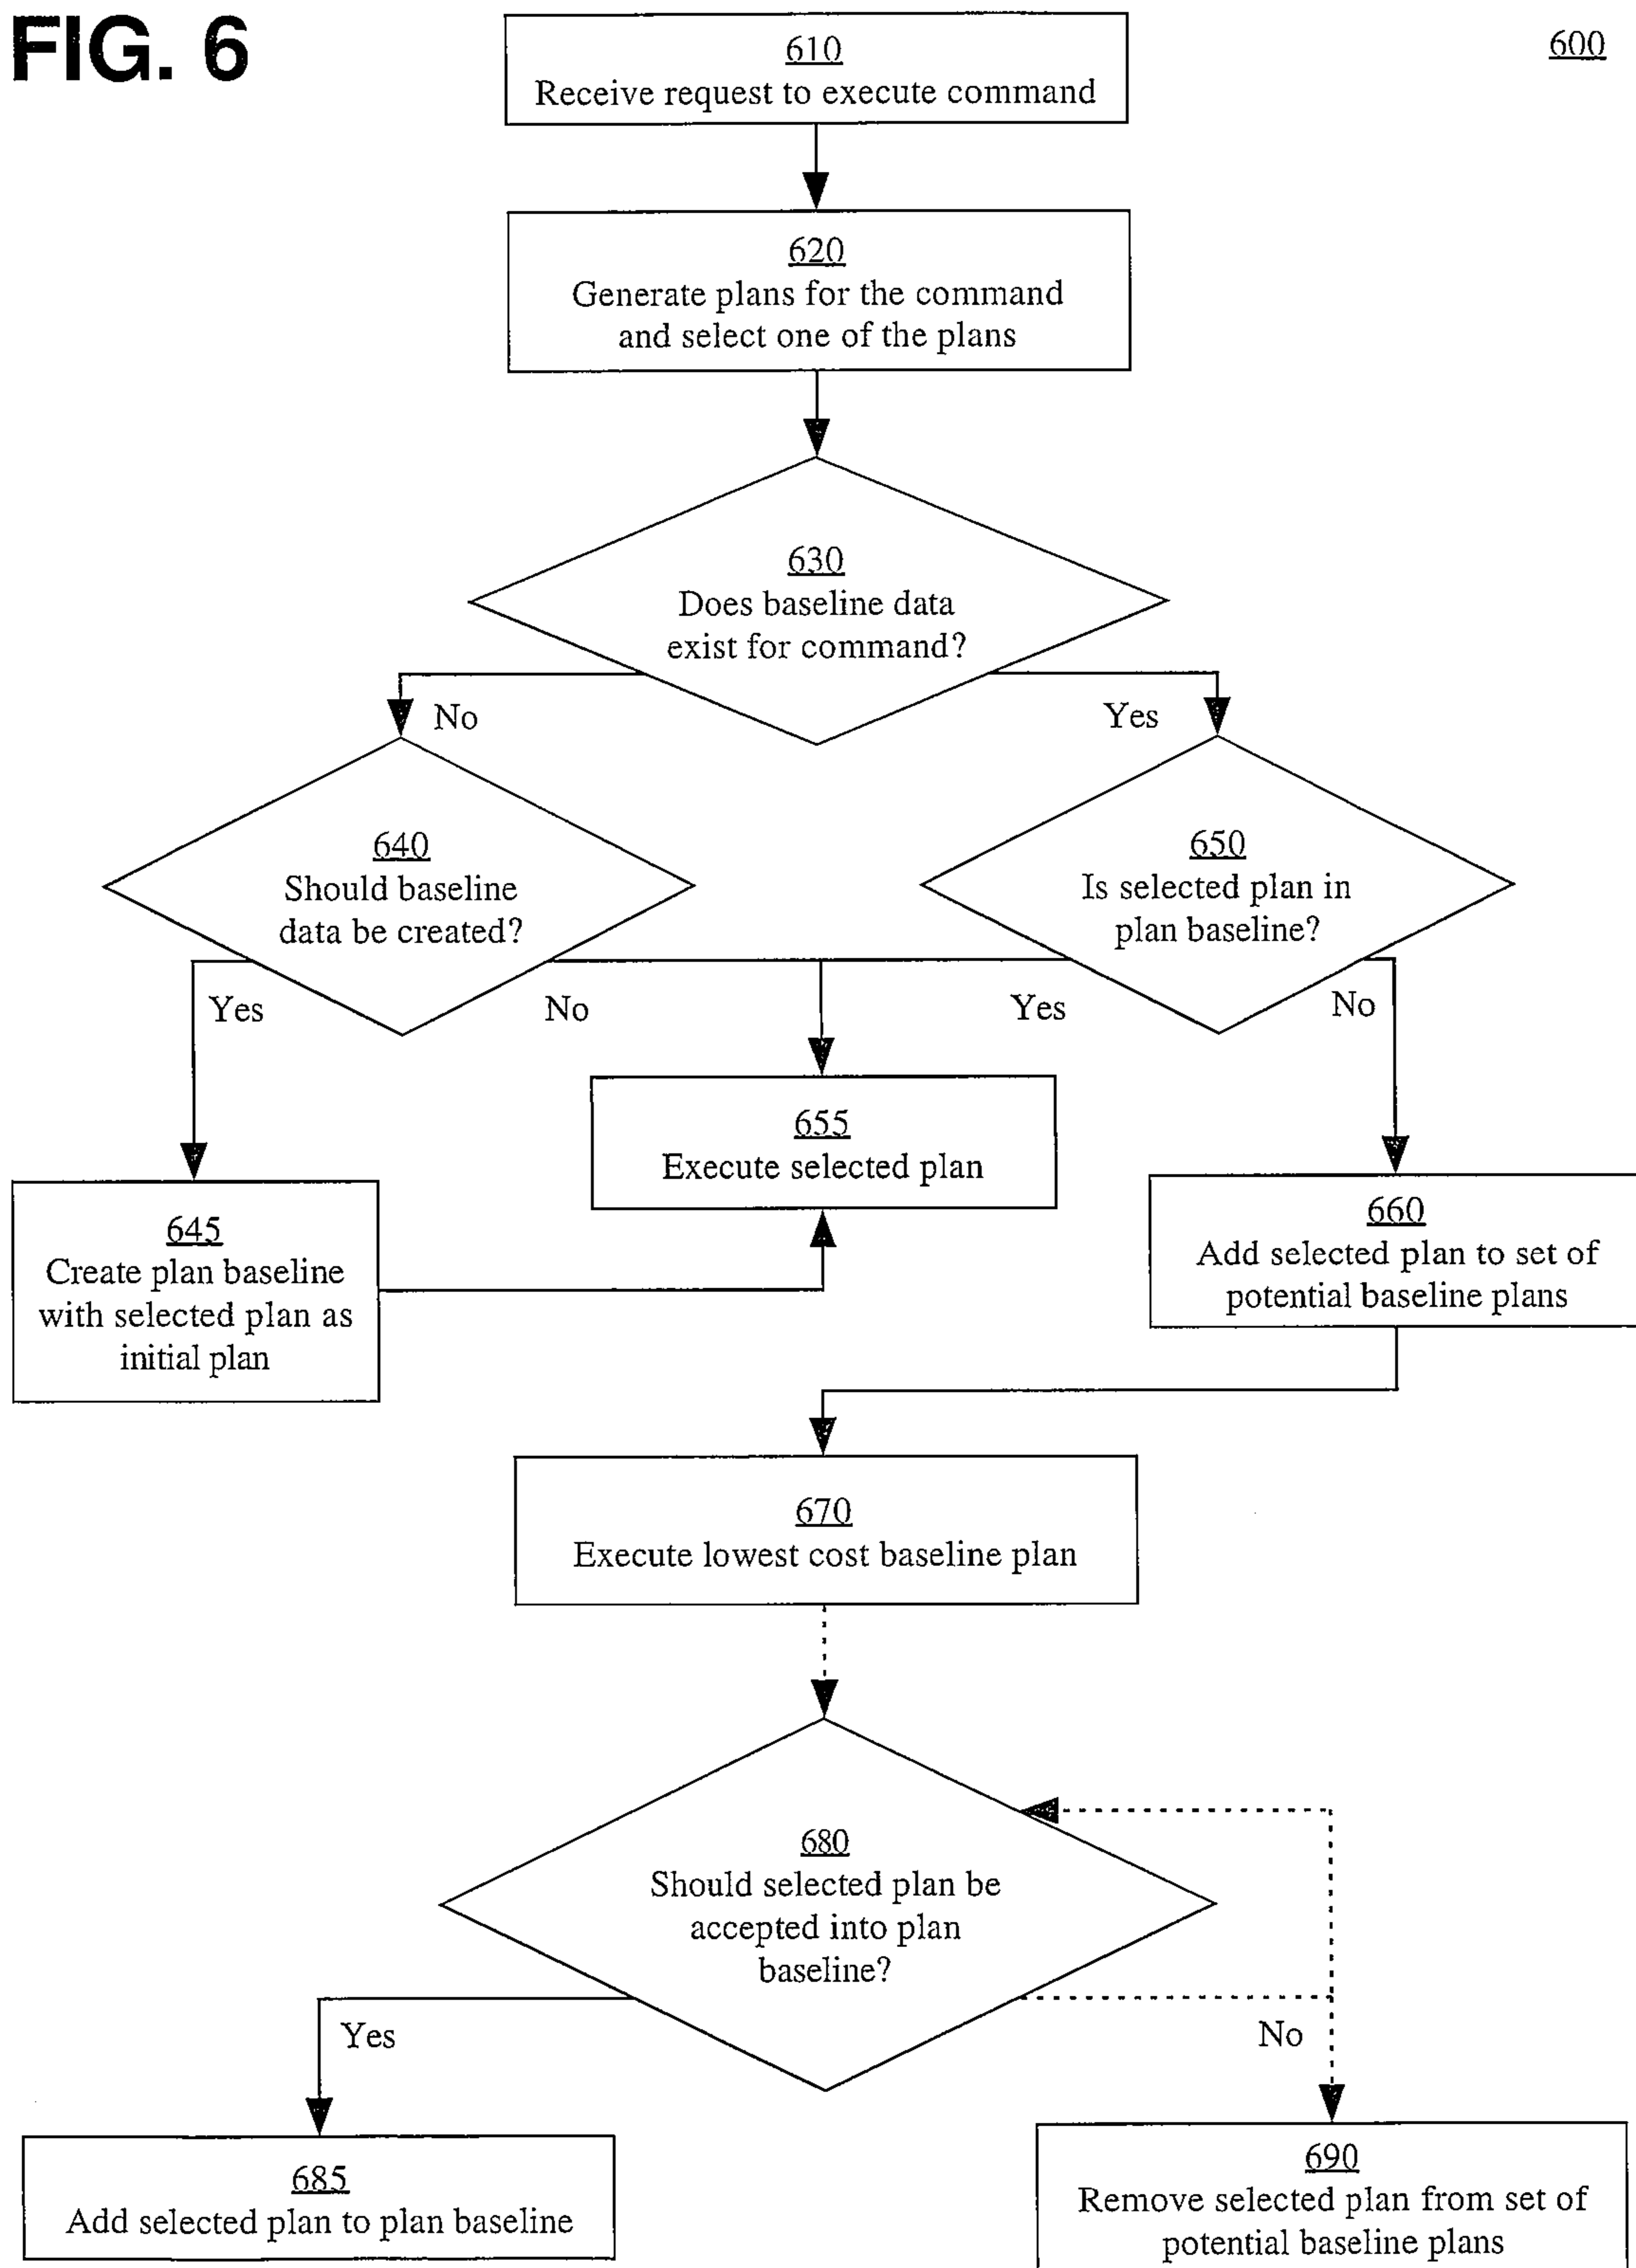 FIG. 6
600
610
Receive request to execute command
620
Generate plans for the command
and select one of the plans
630
Does baseline data
exist for command?
No
Yes
640
Should baseline
data be created?
650
Is selected plan in
plan baseline?
Yes
No
Yes
No
655
Execute selected plan
645
Create plan baseline
with selected plan as
initial plan
660
Add selected plan to set of
potential baseline plans
670
Execute lowest cost baseline plan
680
Should selected plan be
accepted into plan
baseline?
Yes
No
685
Add selected plan to plan baseline
690
Remove selected plan from set of
potential baseline plans